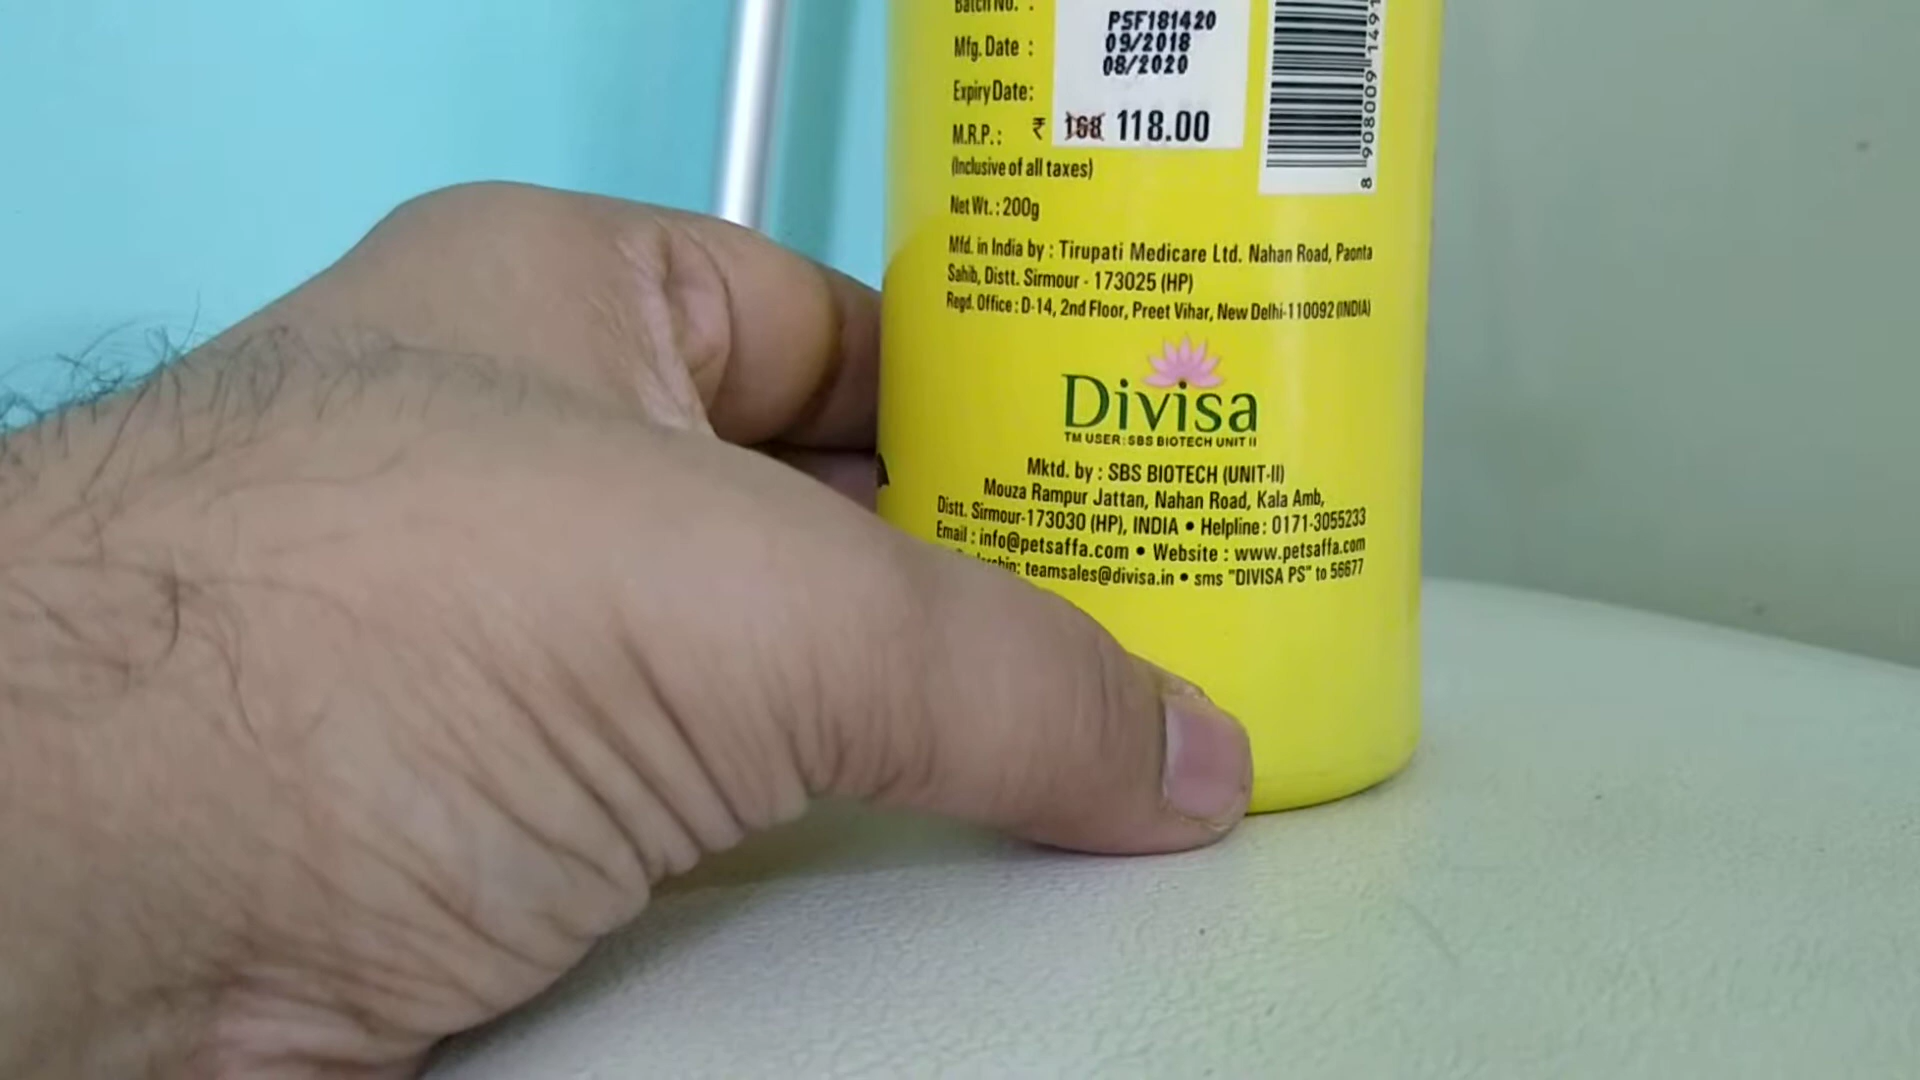 Batch No. :
PSF181420
Mfg. Date : 09/2018
08/2020
Expiry Date:
M.R.P.: ₹ 168 118.00
(Inclusive of all taxes)
Net Wt. : 200g
Mfd. in India by : Tirupati Medicare Ltd. Nahan Road, Paonta
Sahib, Distt. Sirmour - 173025 (HP)
Regd. Office : D-14, 2nd Floor, Preet Vihar, New Delhi-110092 (INDIA)
Divisa
TM USER: SBS BIOTECH UNIT II
Mktd. by : SBS BIOTECH (UNIT-II)
Mouza Rampur Jattan, Nahan Road, Kala Amb,
Distt. Sirmour-173030 (HP), INDIA • Helpline : 0171-3055233
Email : info@petsaffa.com • Website : www.petsaffa.com
teamsales@divisa.in • sms "DIVISA PS" to 56677